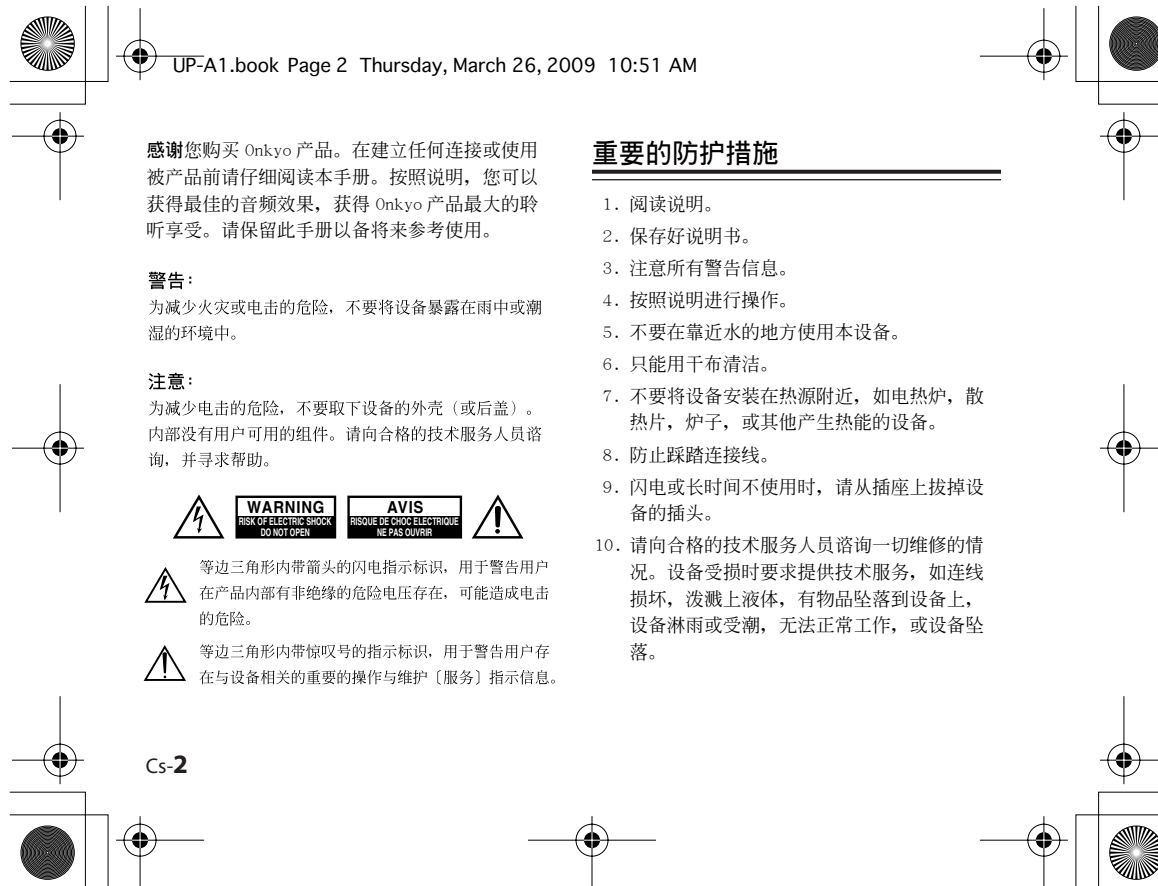 UP-A1.book Page 2 Thursday, March 26, 2009 10:51 AM
感谢您购买 Onkyo 产品。在建立任何连接或使用
被产品前请仔细阅读本手册。按照说明，您可以
获得最佳的音频效果，获得 Onkyo 产品最大的聆
听享受。请保留此手册以备将来参考使用。
警告：
为减少火灾或电击的危险，不要将设备暴露在雨中或潮
湿的环境中。
注意：
为减少电击的危险，不要取下设备的外壳（或后盖）。
内部没有用户可用的组件。请向合格的技术服务人员谘
询，并寻求帮助。
WARNING
RISK OF ELECTRIC SHOCK
DO NOT OPEN
AVIS
RISQUE DE CHOC ELECTRIQUE
NE PAS OUVRIR
等边三角形内带箭头的闪电指示标识，用于警告用户
在产品内部有非绝缘的危险电压存在，可能造成电击
的危险。
等边三角形内带惊叹号的指示标识，用于警告用户存
在与设备相关的重要的操作与维护〔服务〕指示信息。
重要的防护措施
1. 阅读说明。
2. 保存好说明书。
3. 注意所有警告信息。
4. 按照说明进行操作。
5. 不要在靠近水的地方使用本设备。
6. 只能用干布清洁。
7. 不要将设备安装在热源附近，如电热炉，散
热片，炉子，或其他产生热能的设备。
8. 防止踩踏连接线。
9. 闪电或长时间不使用时，请从插座上拔掉设
备的插头。
10. 请向合格的技术服务人员谘询一切维修的情
况。设备受损时要求提供技术服务，如连线
损坏，泼溅上液体，有物品坠落到设备上，
设备淋雨或受潮，无法正常工作，或设备坠
落。
Cs-2